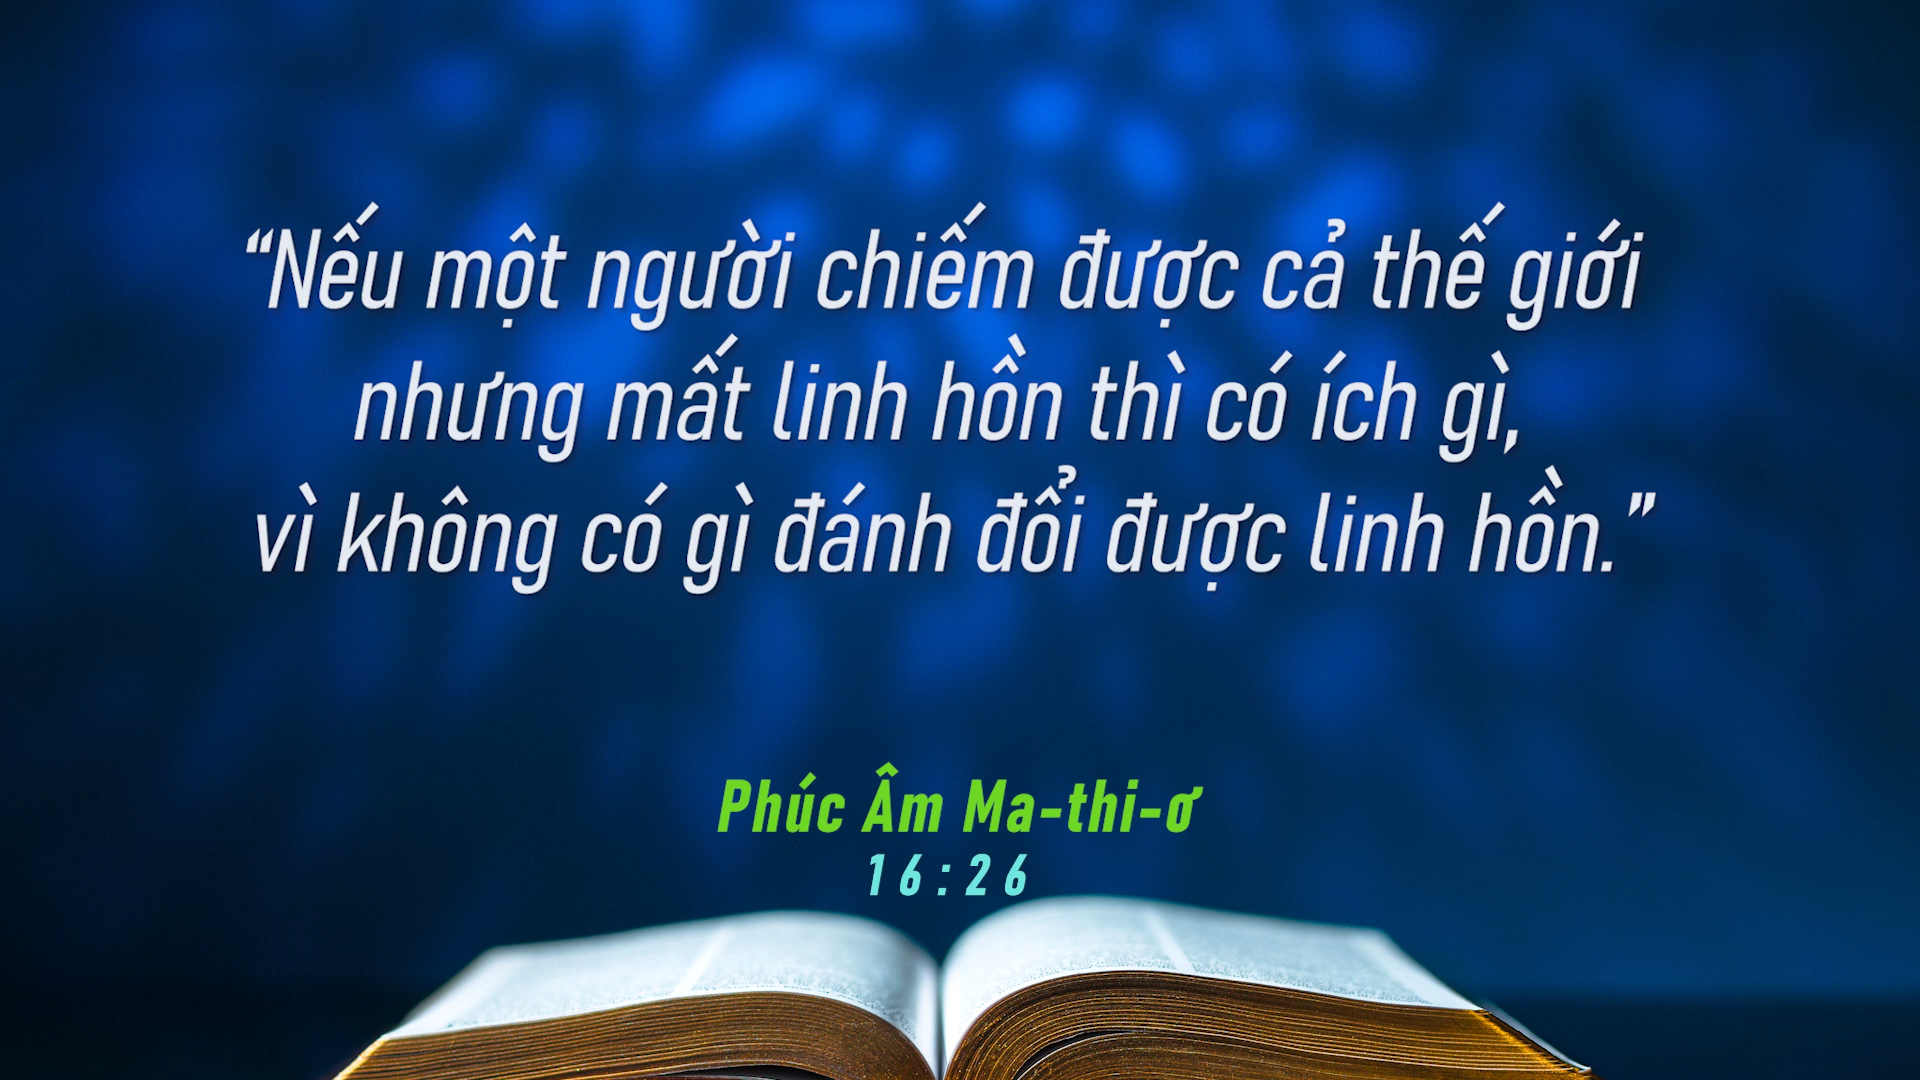 “Nếu một người chiếm được cả thế giới
nhưng mất linh hồn thì có ích gì,
vì không có gì đánh đổi được linh hồn.”
Phúc Âm Ma-thi-ơ
16:26